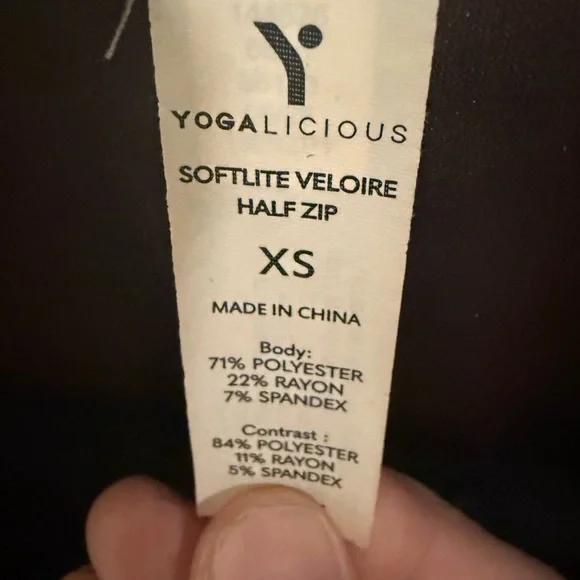 YOGALICIOUS
SOFTLITE VELOIRE
HALF ZIP
XS
MADE IN CHINA
Body:
71% POLYESTER
22% RAYON
7% SPANDEX
Contrast :
84% POLYESTER
11% RAYON
5% SPANDEX